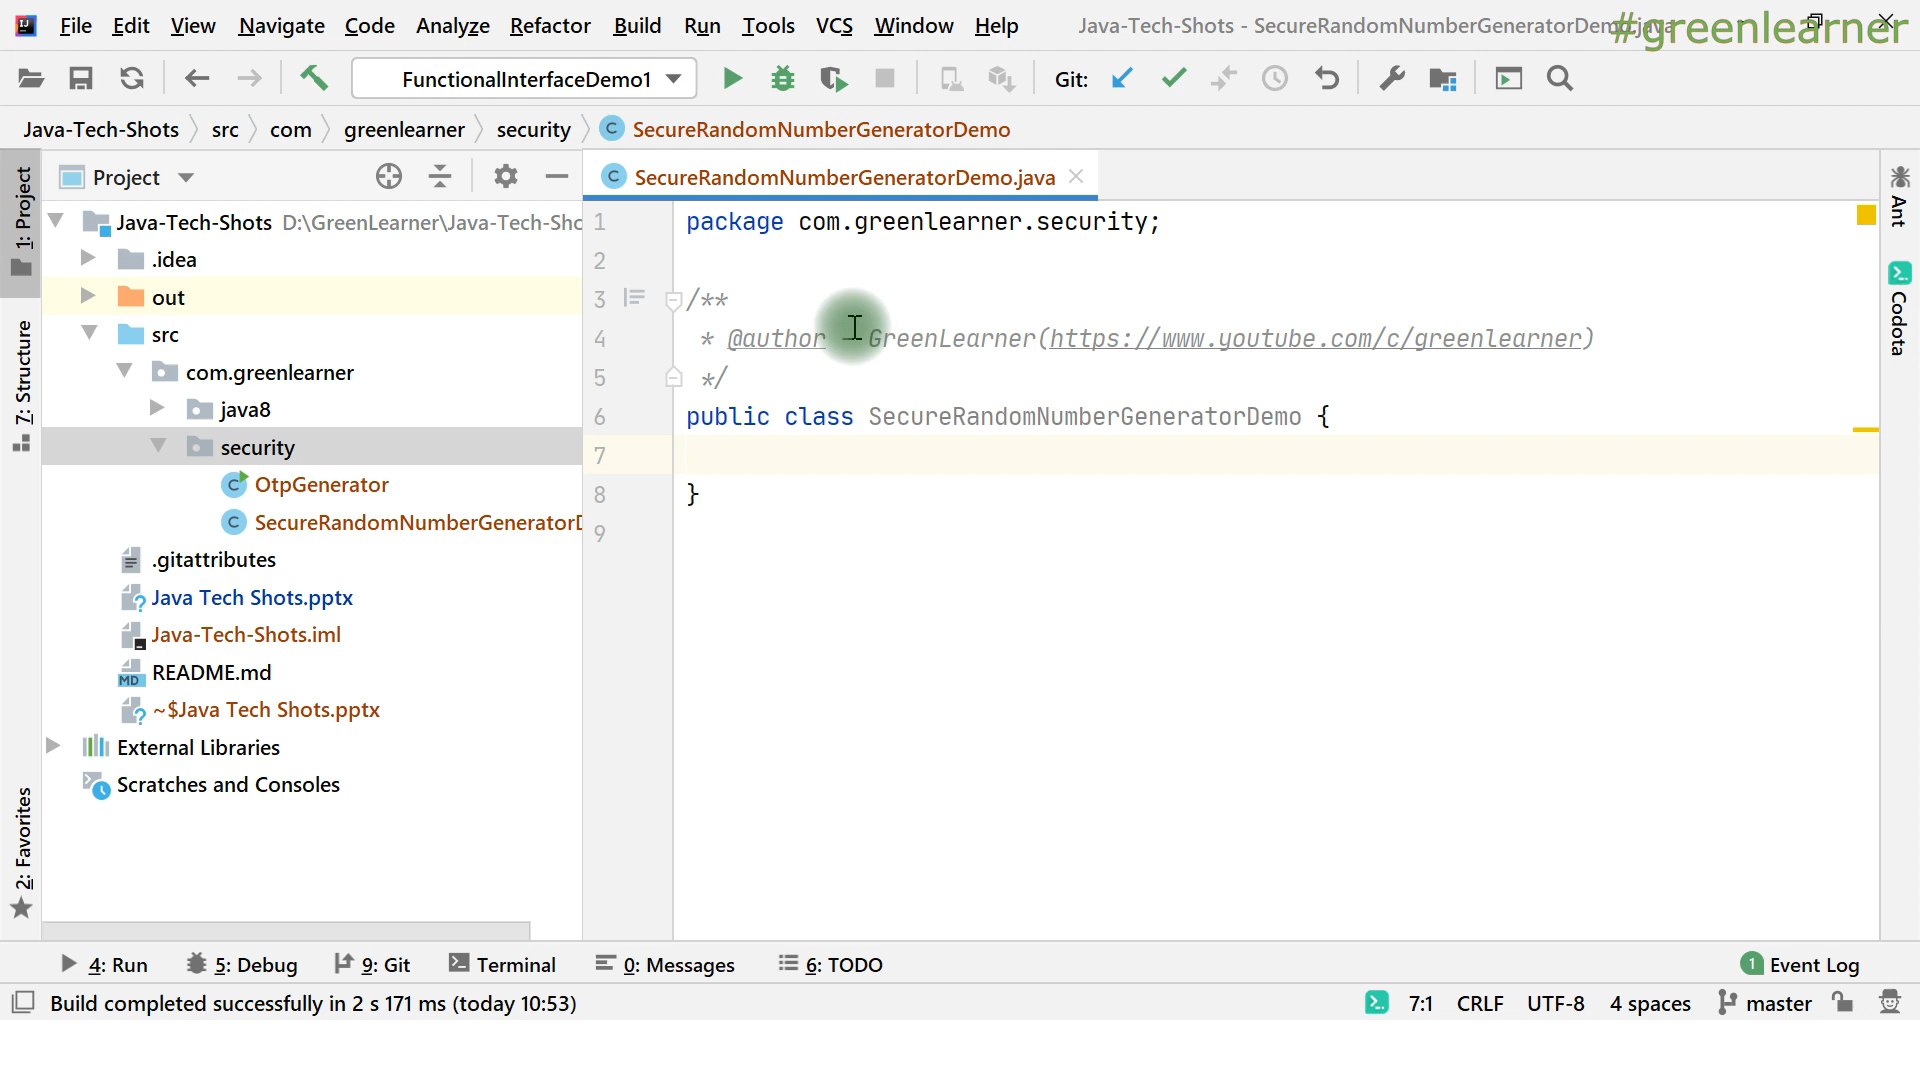 File Edit View Navigate Code Analyze Refactor Build Run Tools VCS Window Help Java-Tech-Shots - SecureRandomNumberGeneratorDemo.java
#greenlearner
FunctionalInterfaceDemo1 Git:
Java-Tech-Shots src com greenlearner security SecureRandomNumberGeneratorDemo
Project SecureRandomNumberGeneratorDemo.java
1: Project
7: Structure
2: Favorites
Java-Tech-Shots D:\GreenLearner\Java-Tech-Sho
.idea
out
src
com.greenlearner
java8
security
OtpGenerator
SecureRandomNumberGeneratorD
.gitattributes
Java Tech Shots.pptx
Java-Tech-Shots.iml
README.md
~$Java Tech Shots.pptx
External Libraries
Scratches and Consoles
1 package com.greenlearner.security;
2
3 /**
4 * @author - GreenLearner(https://www.youtube.com/c/greenlearner)
5 */
6 public class SecureRandomNumberGeneratorDemo {
7
8 }
9
Ant
Codota
4: Run 5: Debug 9: Git Terminal 0: Messages 6: TODO 1 Event Log
Build completed successfully in 2 s 171 ms (today 10:53) 7:1 CRLF UTF-8 4 spaces master